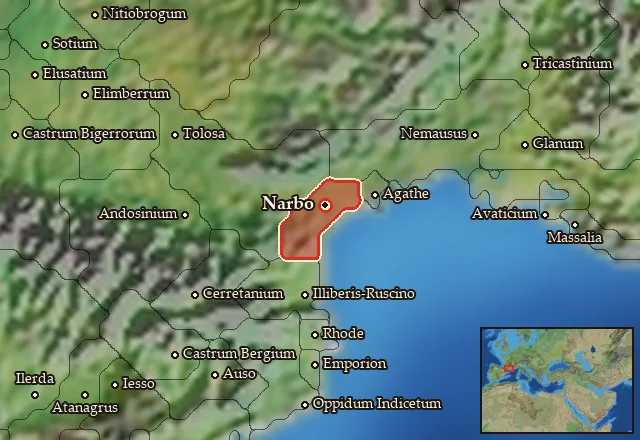 Nitiobrogum
Sotium
Elusatium
Tricastinium
Elimberrum
Castrum Bigerrorum
Tolosa
Nemausus
Glanum
Agathe
Narbo
Andosinium
Avaticium
Massalia
Cerretanium
Illiberis-Ruscino
Rhode
Castrum Bergium
Emporion
Auso
Ilerda
Iesso
Atanagrus
Oppidum Indicetum